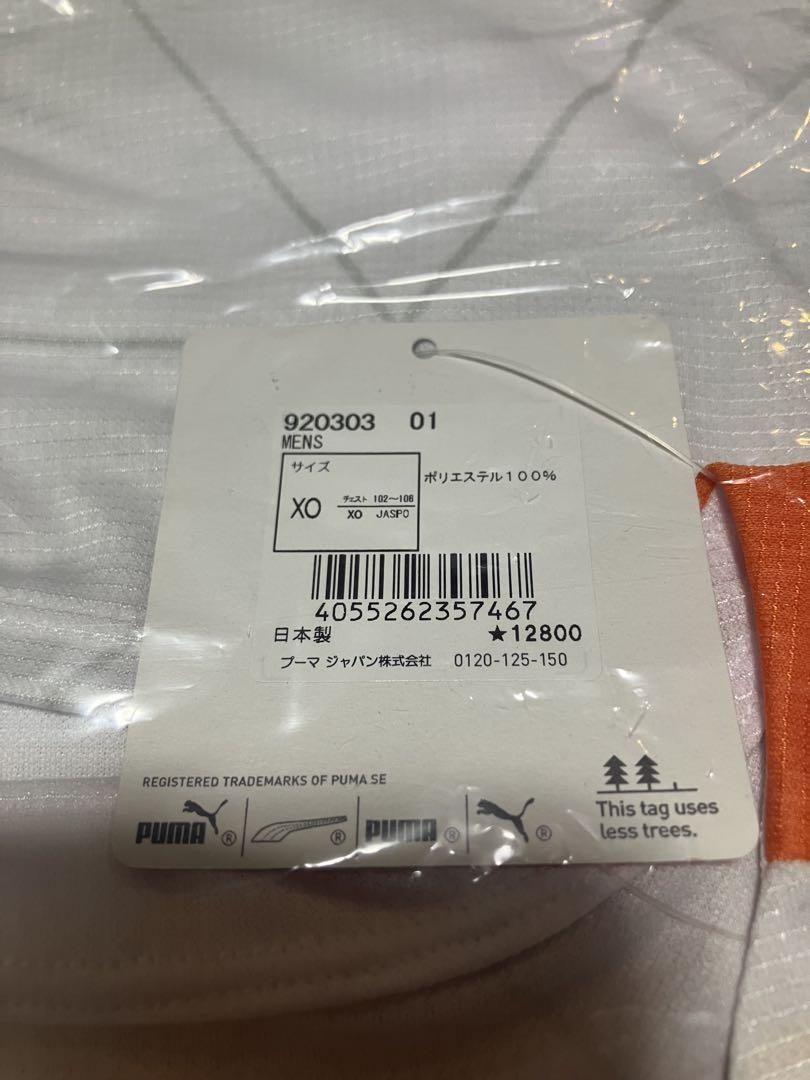 920303 01
MENS
サイズ
XO
チェスト 102〜108
XO JASPO
ポリエステル100%
4055262357467
日本製 ★12800
プーマ ジャパン株式会社 0120-125-150
REGISTERED TRADEMARKS OF PUMA SE
PUMA® ® PUMA® ®
This tag uses
less trees.